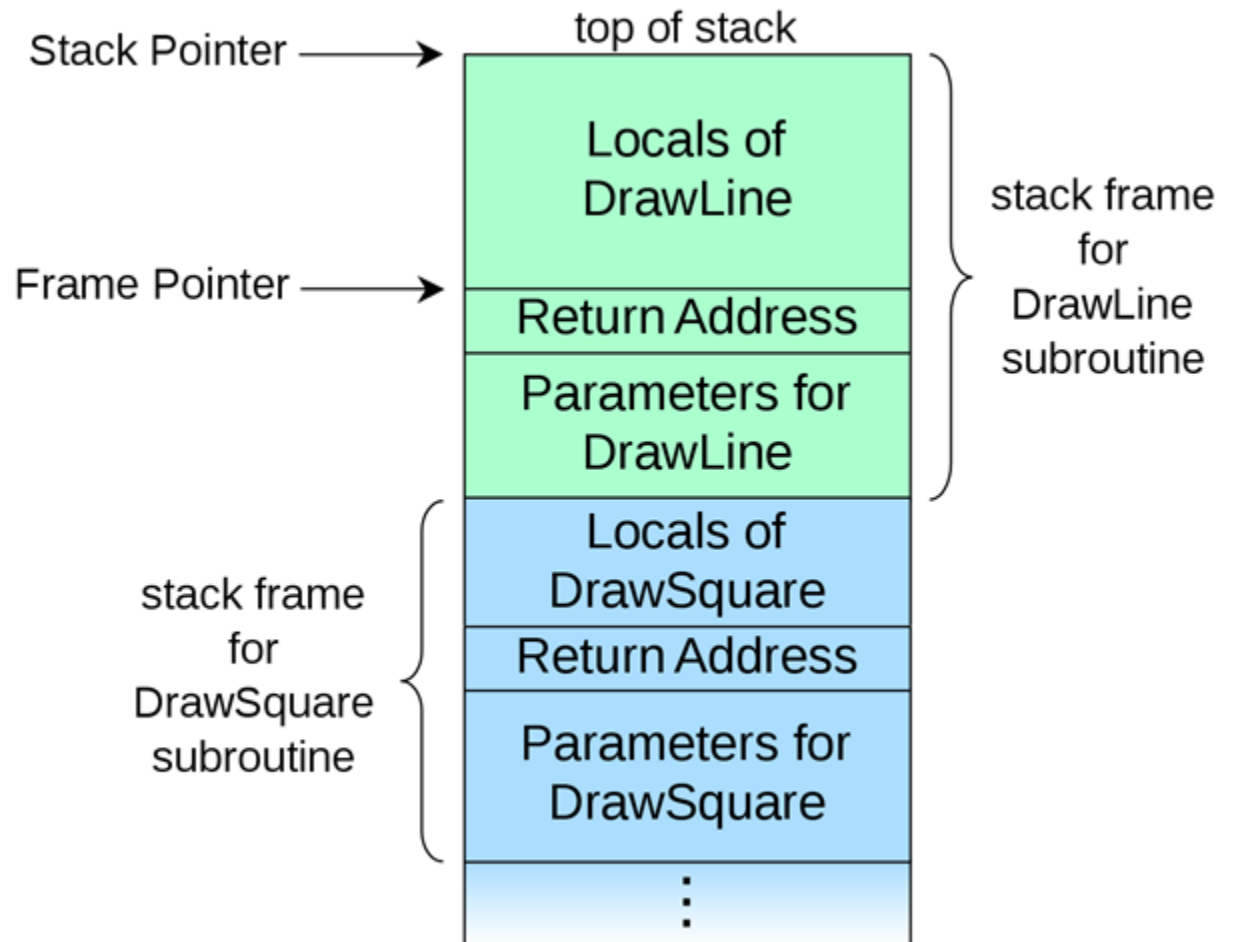 top of stack
Stack Pointer
Locals of
DrawLine
stack frame
for
DrawLine
subroutine
Frame Pointer
Return Address
Parameters for
DrawLine
Locals of
DrawSquare
stack frame
for
DrawSquare
subroutine
Return Address
Parameters for
DrawSquare
⋮